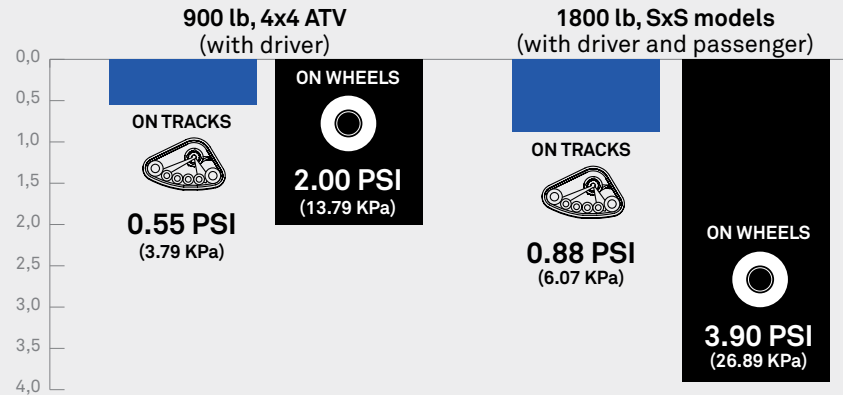 900 lb, 4x4 ATV
(with driver)
1800 lb, SxS models
(with driver and passenger)
0,0
0,5
1,0
1,5
2,0
2,5
3,0
3,5
4,0
ON TRACKS
0.55 PSI
(3.79 KPa)
ON WHEELS
2.00 PSI
(13.79 KPa)
ON TRACKS
0.88 PSI
(6.07 KPa)
ON WHEELS
3.90 PSI
(26.89 KPa)